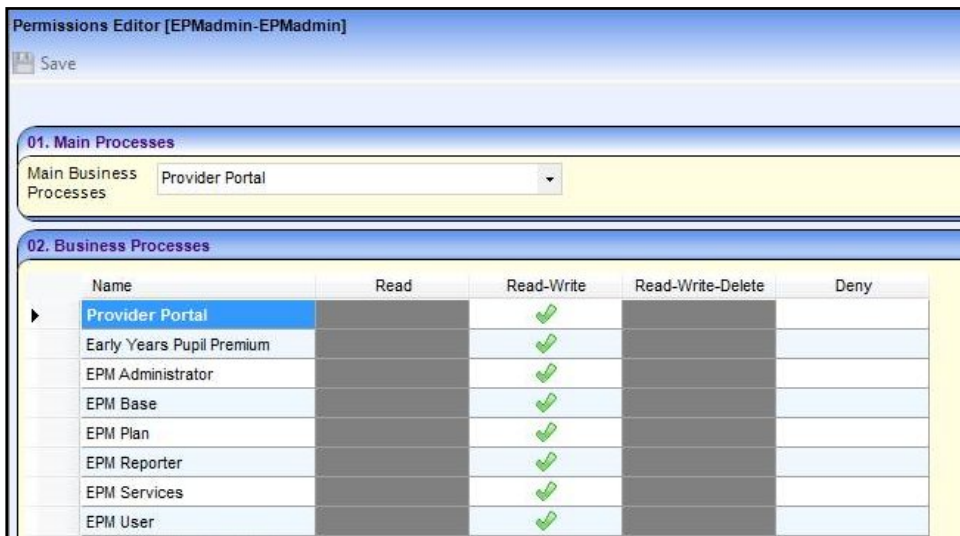 Permissions Editor [EPMadmin-EPMadmin]
Save
01. Main Processes
Main Business Processes Provider Portal
02. Business Processes
Name Read Read-Write Read-Write-Delete Deny
Provider Portal
Early Years Pupil Premium
EPM Administrator
EPM Base
EPM Plan
EPM Reporter
EPM Services
EPM User